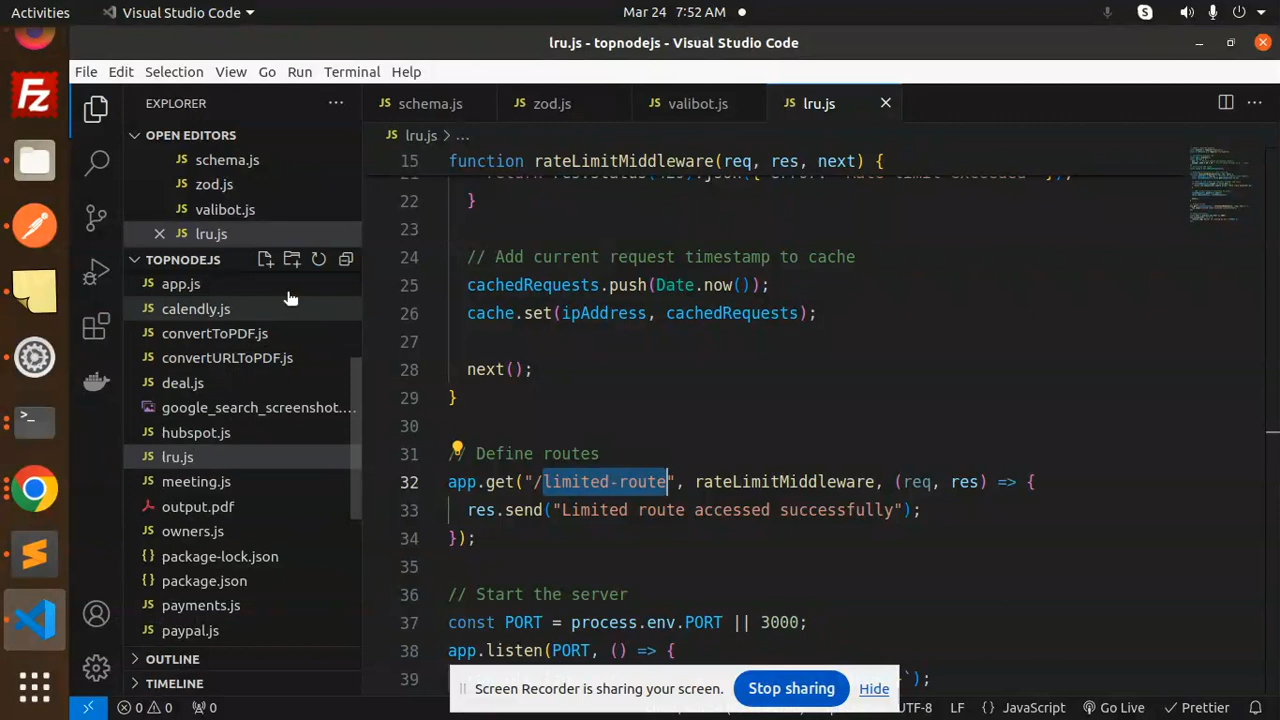 Activities
Visual Studio Code
Mar 24 7:52 AM
lru.js - topnodejs - Visual Studio Code
File Edit Selection View Go Run Terminal Help
EXPLORER
schema.js
zod.js
valibot.js
lru.js
OPEN EDITORS
schema.js
zod.js
valibot.js
lru.js
TOPNODEJS
app.js
calendly.js
convertToPDF.js
convertURLToPDF.js
deal.js
google_search_screenshot....
hubspot.js
lru.js
meeting.js
output.pdf
owners.js
package-lock.json
package.json
payments.js
paypal.js
OUTLINE
TIMELINE
lru.js > ...
15 function rateLimitMiddleware(req, res, next) {
22 }
23
24 // Add current request timestamp to cache
25 cachedRequests.push(Date.now());
26 cache.set(ipAddress, cachedRequests);
27
28 next();
29 }
30
31 // Define routes
32 app.get("/limited-route", rateLimitMiddleware, (req, res) => {
33 res.send("Limited route accessed successfully");
34 });
35
36 // Start the server
37 const PORT = process.env.PORT || 3000;
38 app.listen(PORT, () => {
39 `);
Screen Recorder is sharing your screen.
Stop sharing
Hide
0 0 0
UTF-8 LF {} JavaScript Go Live Prettier